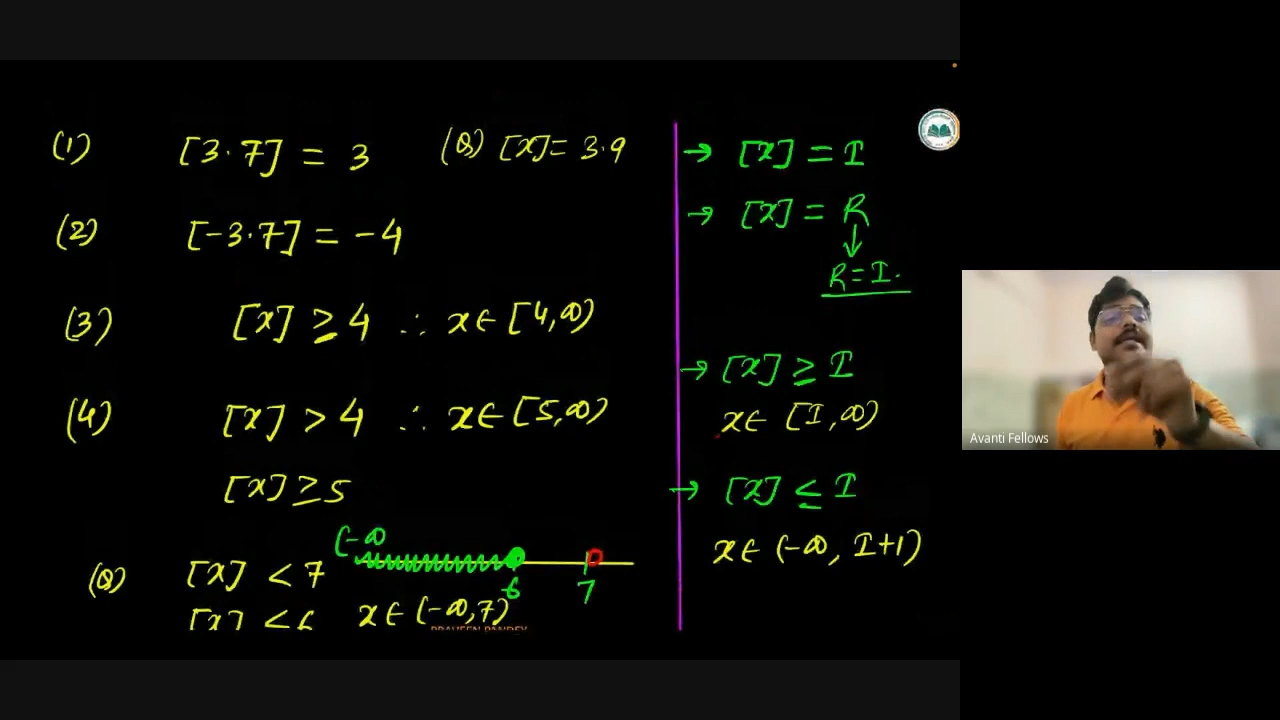 (1) [3.7] = 3 (Q) [x] = 3.9
(2) [-3.7] = -4
(3) [x] ≥ 4 ∴ x ∈ [4,∞)
(4) [x] > 4 ∴ x ∈ [5,∞)
[x] ≥ 5
(-∞
(Q) [x] < 7
6 7
x ∈ (-∞,7)
→ [x] = I
→ [x] = R
↓
R = I.
→ [x] ≥ I
x ∈ [I,∞)
→ [x] ≤ I
x ∈ (-∞, I+1)
Avanti Fellows